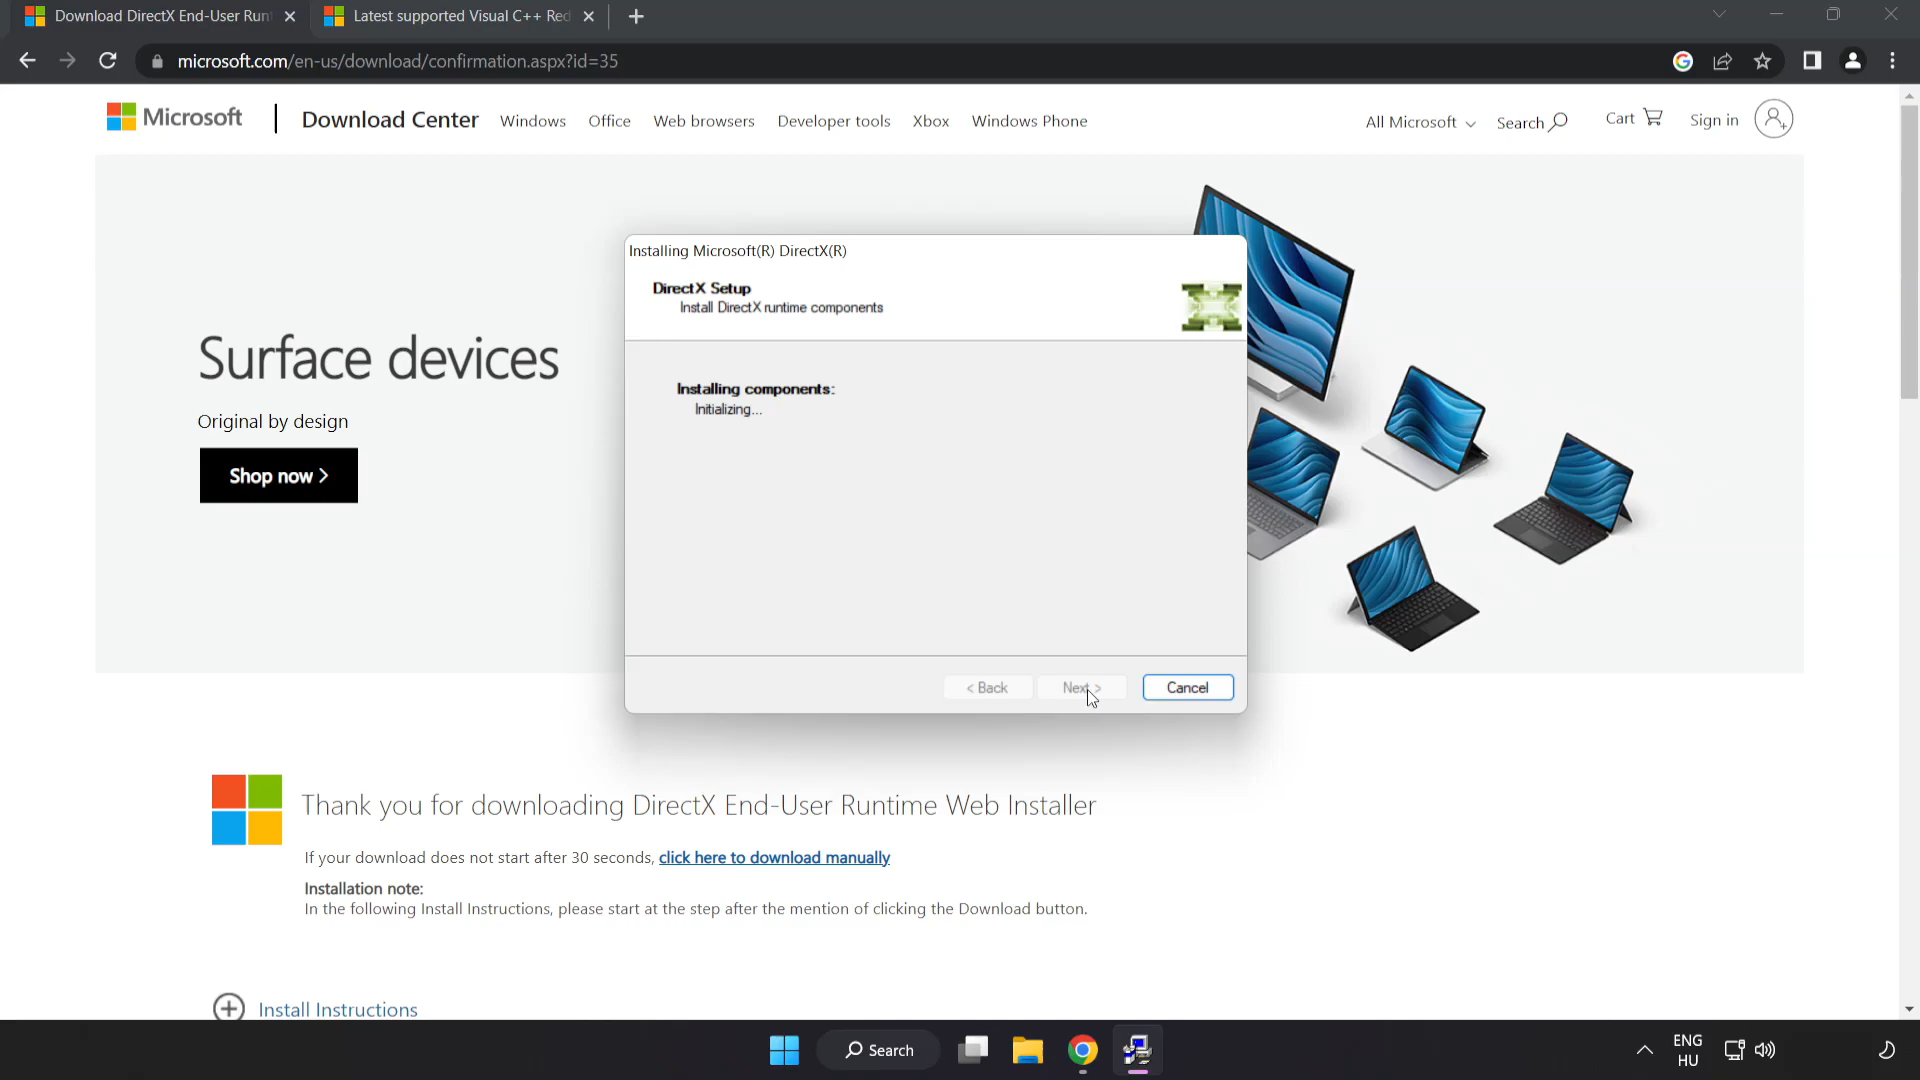 Download DirectX End-User Run
Latest supported Visual C++ Red
microsoft.com/en-us/download/confirmation.aspx?id=35
Microsoft
Download Center
Windows
Office
Web browsers
Developer tools
Xbox
Windows Phone
All Microsoft
Search
Cart
Sign in
Surface devices
Original by design
Shop now >
Installing Microsoft(R) DirectX(R)
DirectX Setup
Install DirectX runtime components
Installing components:
Initializing...
< Back
Next >
Cancel
Thank you for downloading DirectX End-User Runtime Web Installer
If your download does not start after 30 seconds, click here to download manually
Installation note:
In the following Install Instructions, please start at the step after the mention of clicking the Download button.
Install Instructions
Search
ENG
HU